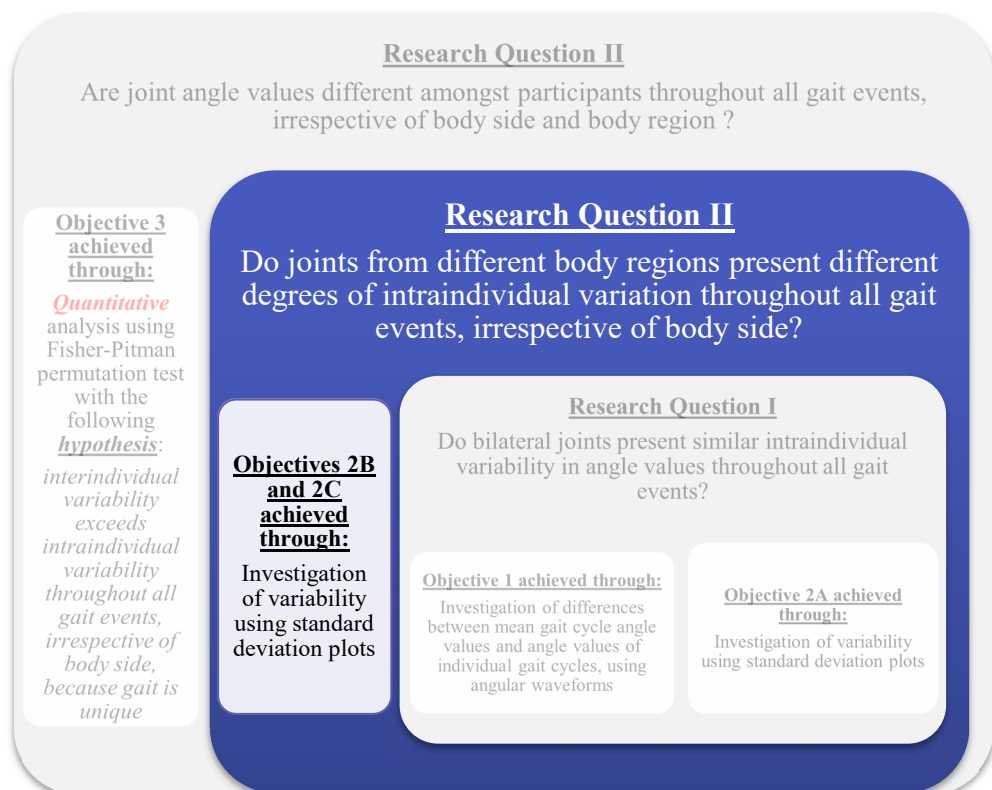 Research Question II
Are joint angle values different amongst participants throughout all gait events,
irrespective of body side and body region ?
Objective 3
achieved
through:
Quantitative
analysis using
Fisher-Pitman
permutation test
with the
following
hypothesis:
interindividual
variability
exceeds
intraindividual
variability
throughout all
gait events,
irrespective of
body side,
because gait is
unique
Research Question II
Do joints from different body regions present different
degrees of intraindividual variation throughout all gait
events, irrespective of body side?
Objectives 2B
and 2C
achieved
through:
Investigation
of variability
using standard
deviation plots
Research Question I
Do bilateral joints present similar intraindividual
variability in angle values throughout all gait
events?
Objective 1 achieved through:
Investigation of differences
between mean gait cycle angle
values and angle values of
individual gait cycles, using
angular waveforms
Objective 2A achieved
through:
Investigation of variability
using standard deviation plots